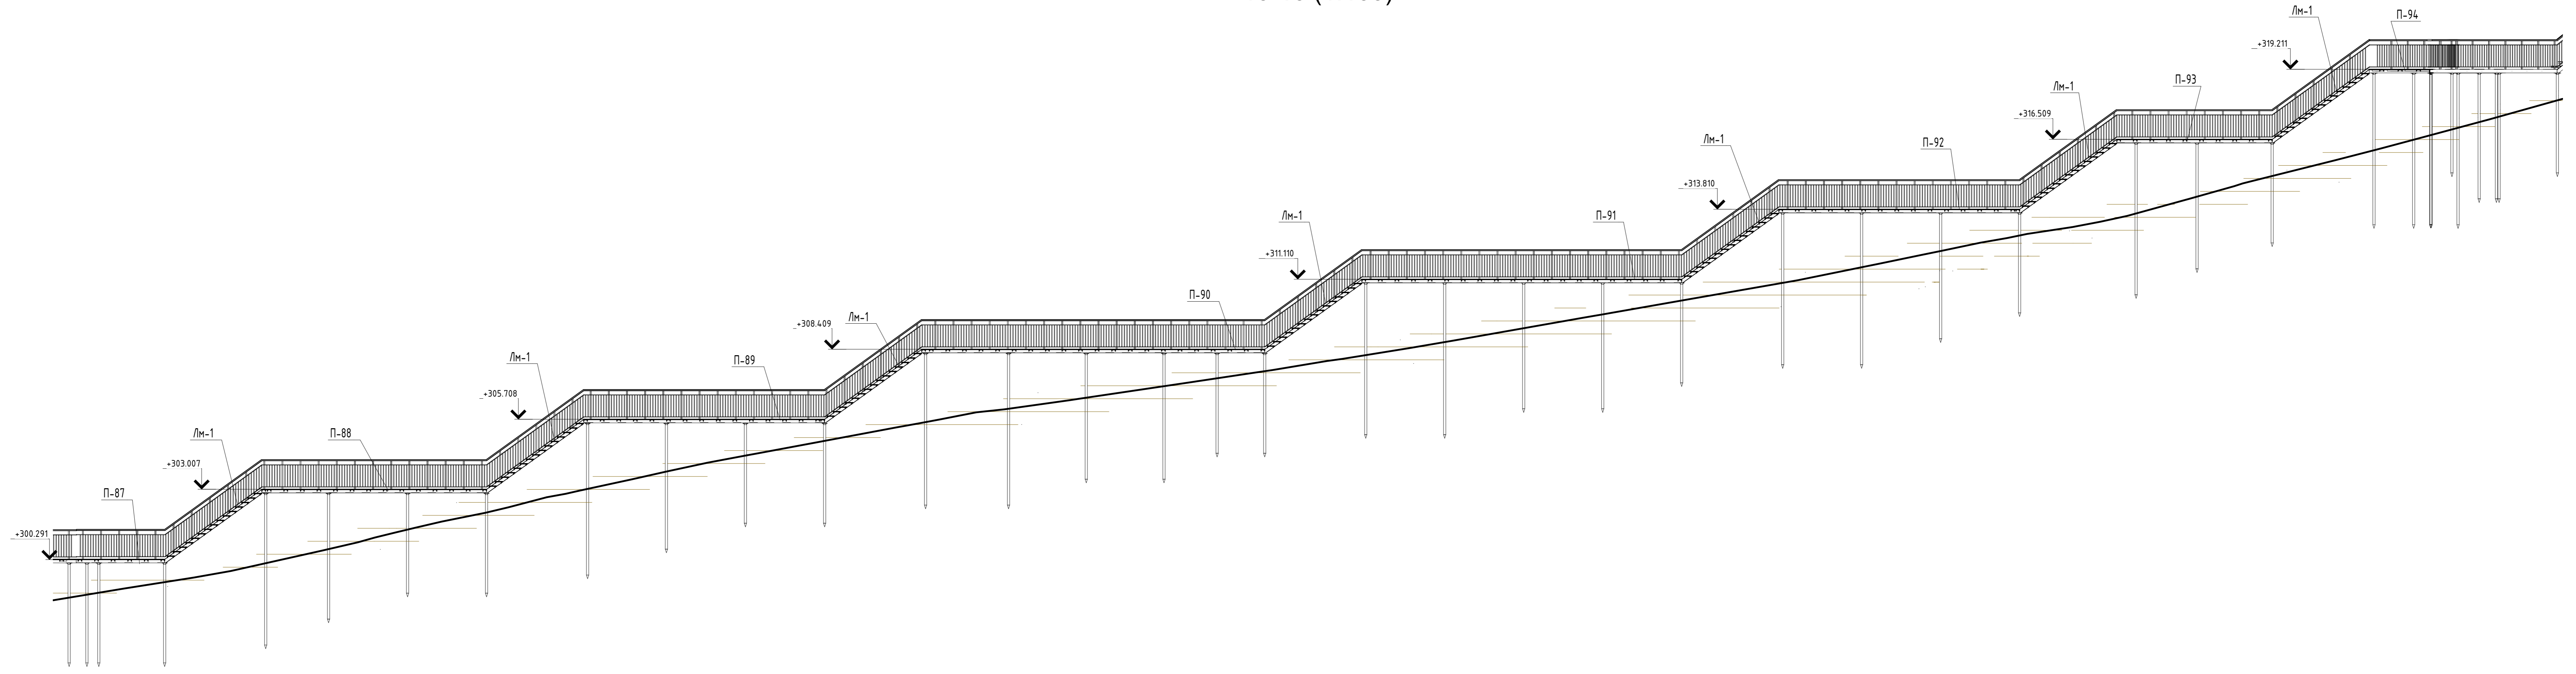 Лм-1
П-94
+319.211
П-93
Лм-1
+316.509
П-92
Лм-1
+313.810
П-91
Лм-1
+311.110
П-90
Лм-1
+308.409
П-89
Лм-1
+305.708
П-88
Лм-1
+303.007
П-87
+300.291